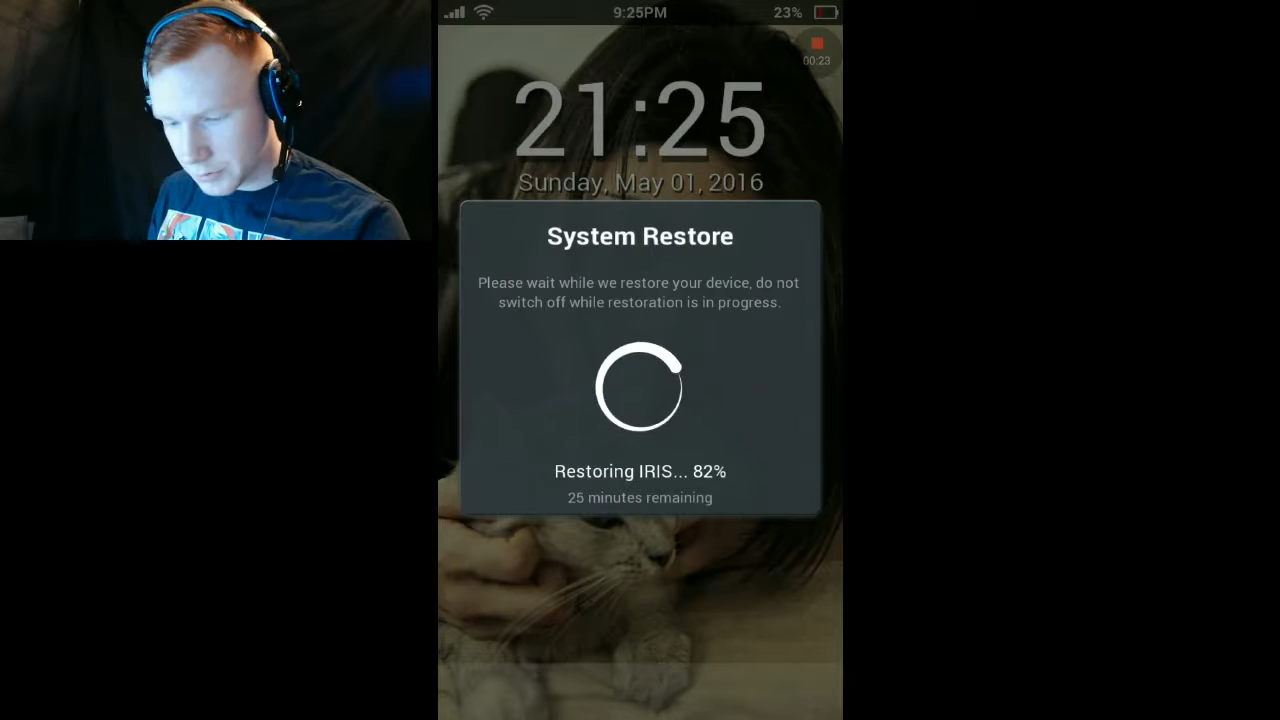 9:25PM
23%
00:23
21:25
Sunday, May 01, 2016
System Restore
Please wait while we restore your device, do not
switch off while restoration is in progress.
Restoring IRIS... 82%
25 minutes remaining